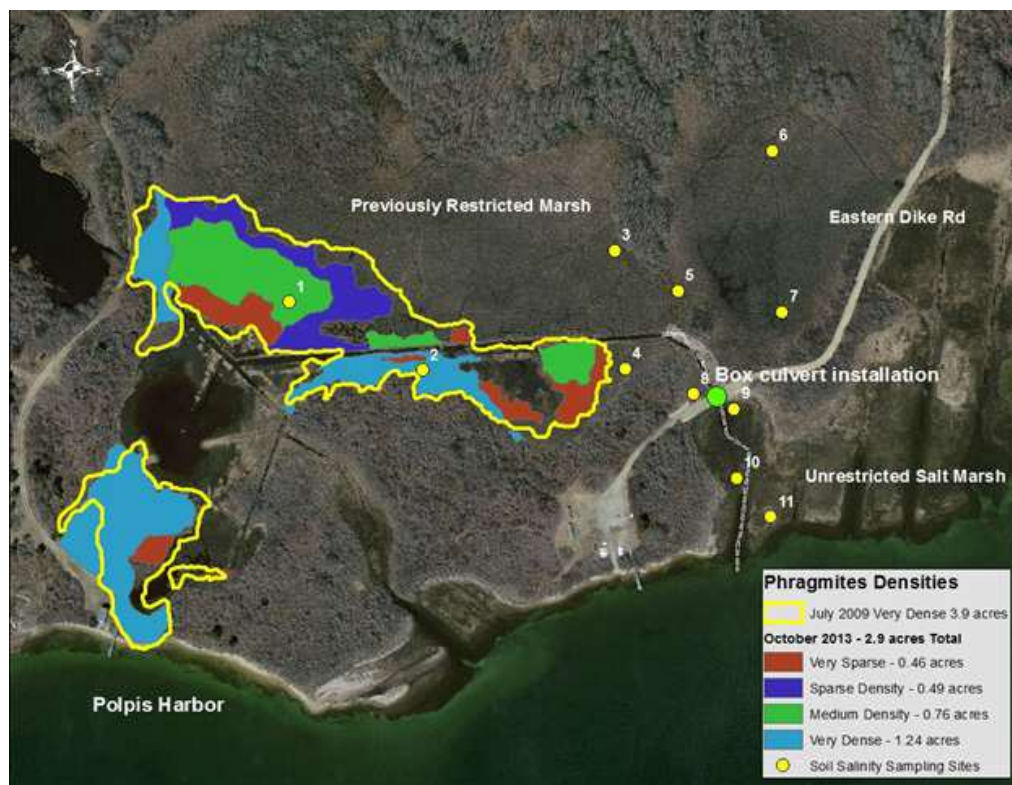 N
6
Previously Restricted Marsh
Eastern Dike Rd
3
5
1
7
2
4
8
Box culvert installation
9
10
Unrestricted Salt Marsh
11
Phragmites Densities
July 2009 Very Dense 3.9 acres
October 2013 - 2.9 acres Total
Very Sparse - 0.46 acres
Sparse Density - 0.49 acres
Medium Density - 0.76 acres
Very Dense - 1.24 acres
Soil Salinity Sampling Sites
Polpis Harbor